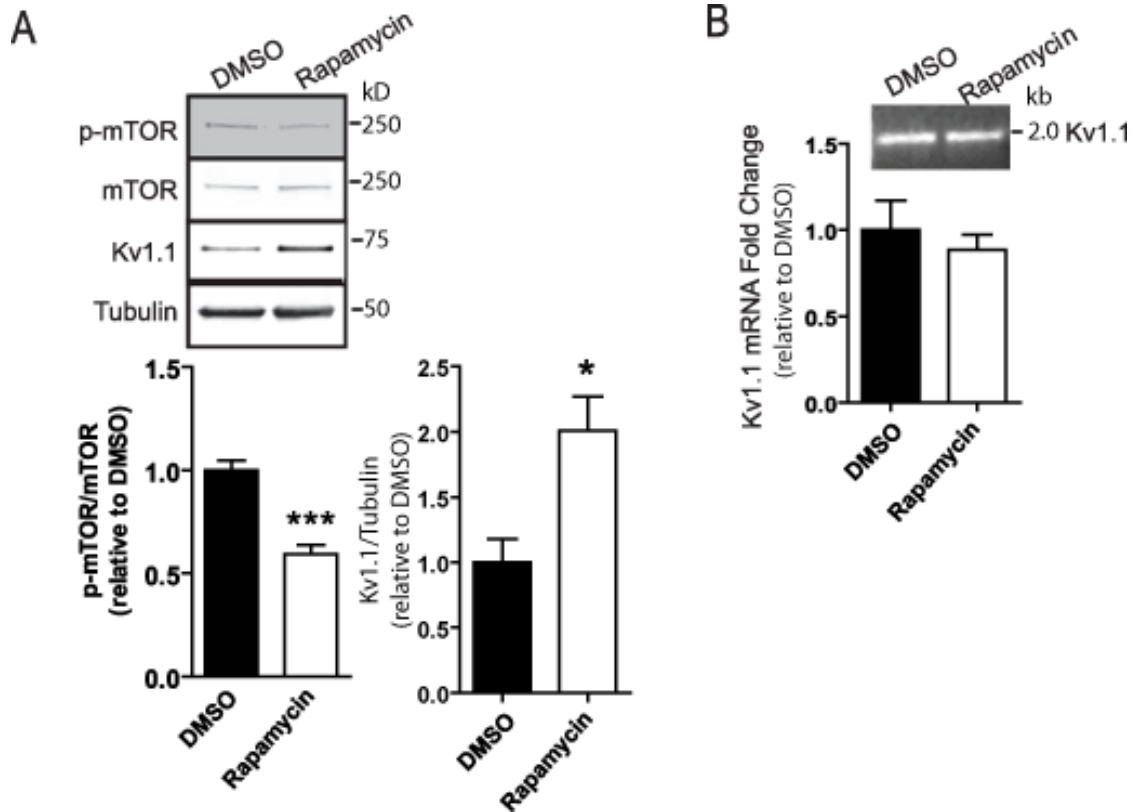 A
DMSO
Rapamycin
kD
p-mTOR
-250
mTOR
-250
Kv1.1
-75
Tubulin
-50
p-mTOR/mTOR
(relative to DMSO)
1.5
1.0
0.5
0.0
***
DMSO
Rapamycin
Kv1.1/Tubulin
(relative to DMSO)
2.5
2.0
1.5
1.0
0.5
0.0
*
DMSO
Rapamycin
B
DMSO
Rapamycin
kb
-2.0 Kv1.1
Kv1.1 mRNA Fold Change
(relative to DMSO)
1.5
1.0
0.5
0.0
DMSO
Rapamycin